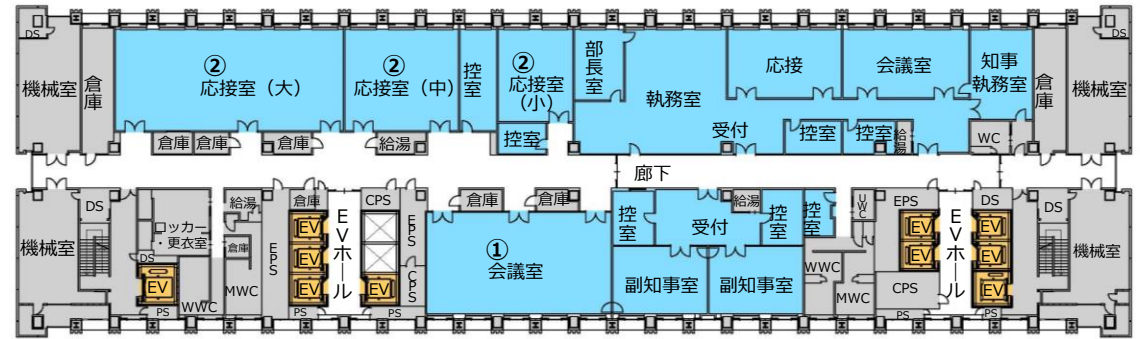 DS
機械室
倉庫
②
応接室（大）
②
応接室（中）
控室
②
応接室
(小)
控室
部長室
執務室
応接
会議室
知事
執務室
倉庫
DS
機械室
倉庫
倉庫
倉庫
給湯
受付
控室
控室
給湯
WC
廊下
機械室
DS
ロッカー
・更衣室
DS
EV
PS
WWC
給湯
倉庫
MWC
EPS
倉庫
EV
EV
EV
PS
EVホール
CPS
EV
PS
EPS
CPS
倉庫
倉庫
①
会議室
控室
受付
給湯
控室
控室
副知事室
副知事室
WWC
MWC
UWC
EPS
EV
EV
CPS
PS
EVホール
DS
EV
EV
EV
PS
DS
機械室